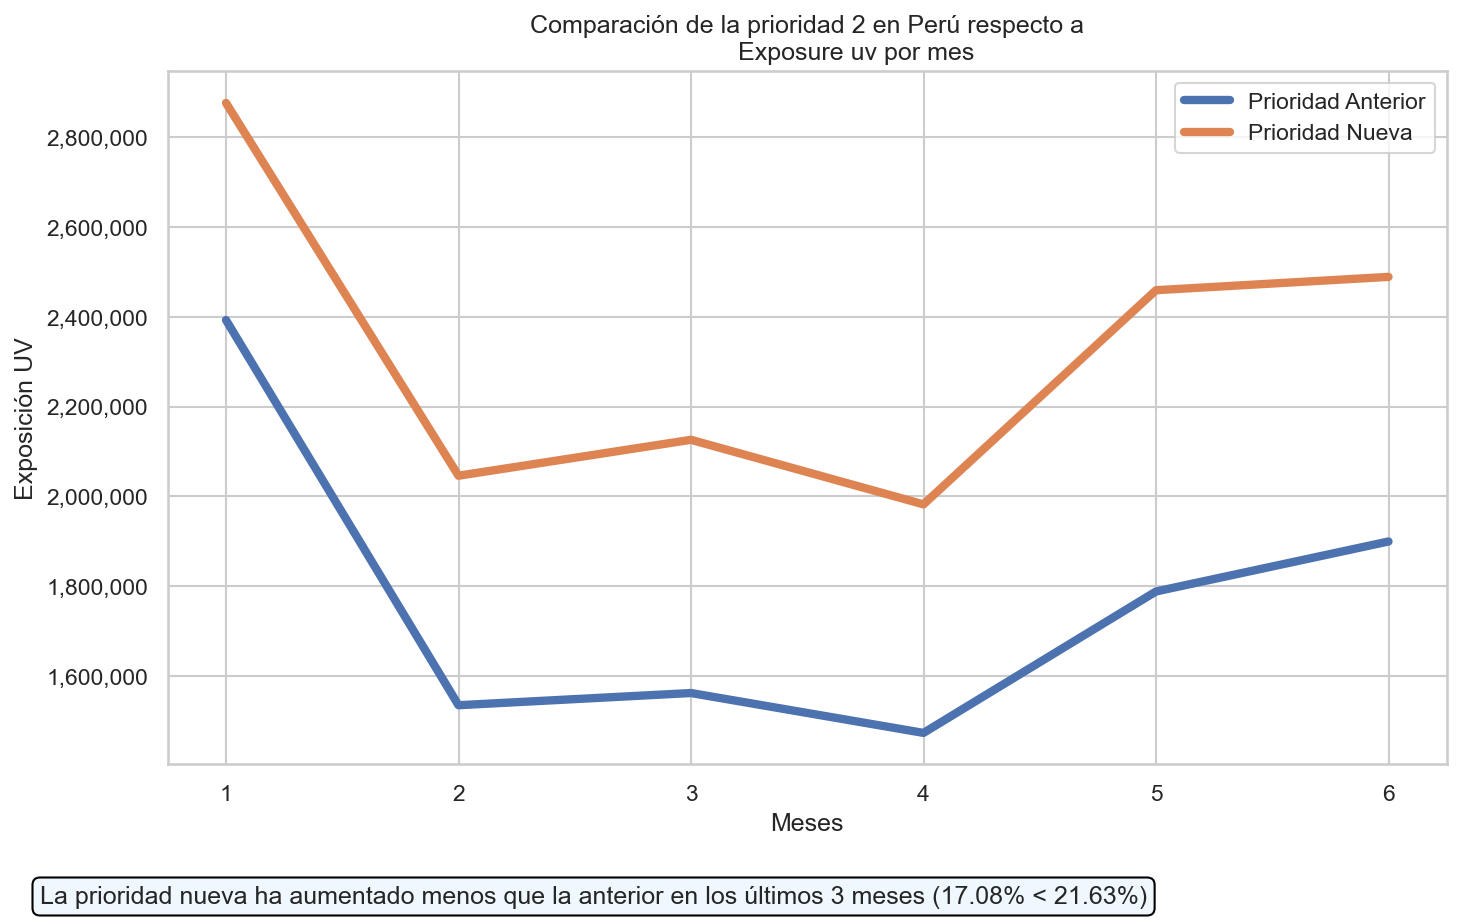 Comparación de la prioridad 2 en Perú respecto a
Exposure uv por mes
Prioridad Anterior
Prioridad Nueva
2,800,000
2,600,000
2,400,000
2,200,000
2,000,000
1,800,000
1,600,000
Exposición UV
1 2 3 4 5 6
Meses
La prioridad nueva ha aumentado menos que la anterior en los últimos 3 meses (17.08% < 21.63%)